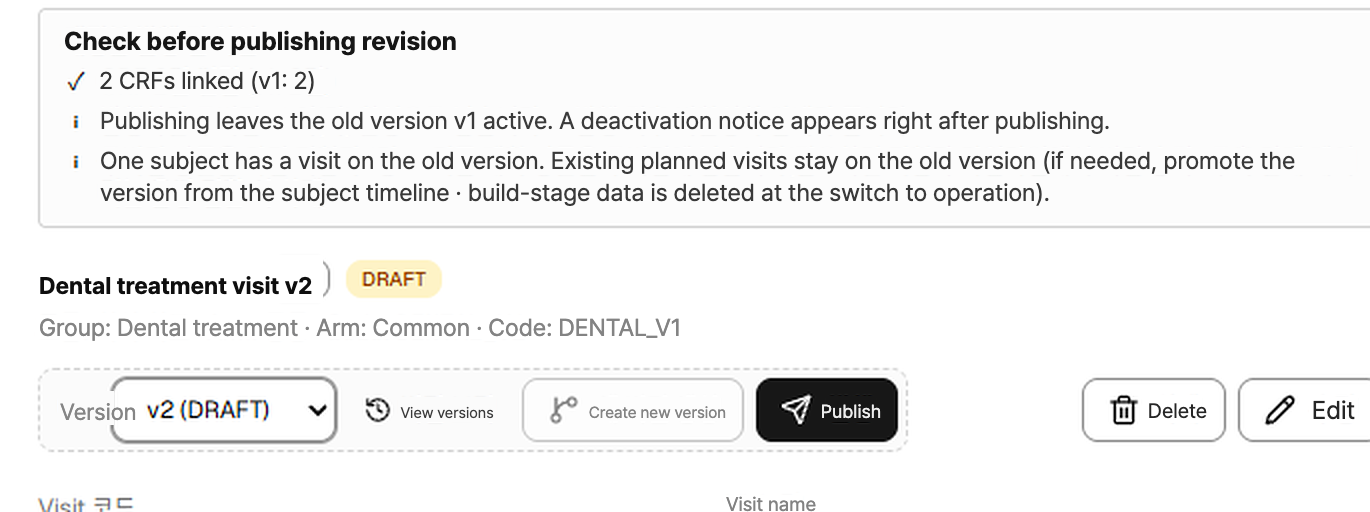 Check before publishing revision
✓ 2 CRFs linked (v1: 2)
i Publishing leaves the old version v1 active. A deactivation notice appears right after publishing.
i One subject has a visit on the old version. Existing planned visits stay on the old version (if needed, promote the
version from the subject timeline · build-stage data is deleted at the switch to operation).
Dental treatment visit v2 ) DRAFT
Group: Dental treatment · Arm: Common · Code: DENTAL_V1
Version v2 (DRAFT) View versions Create new version Publish Delete Edit
Visit 코드 Visit name